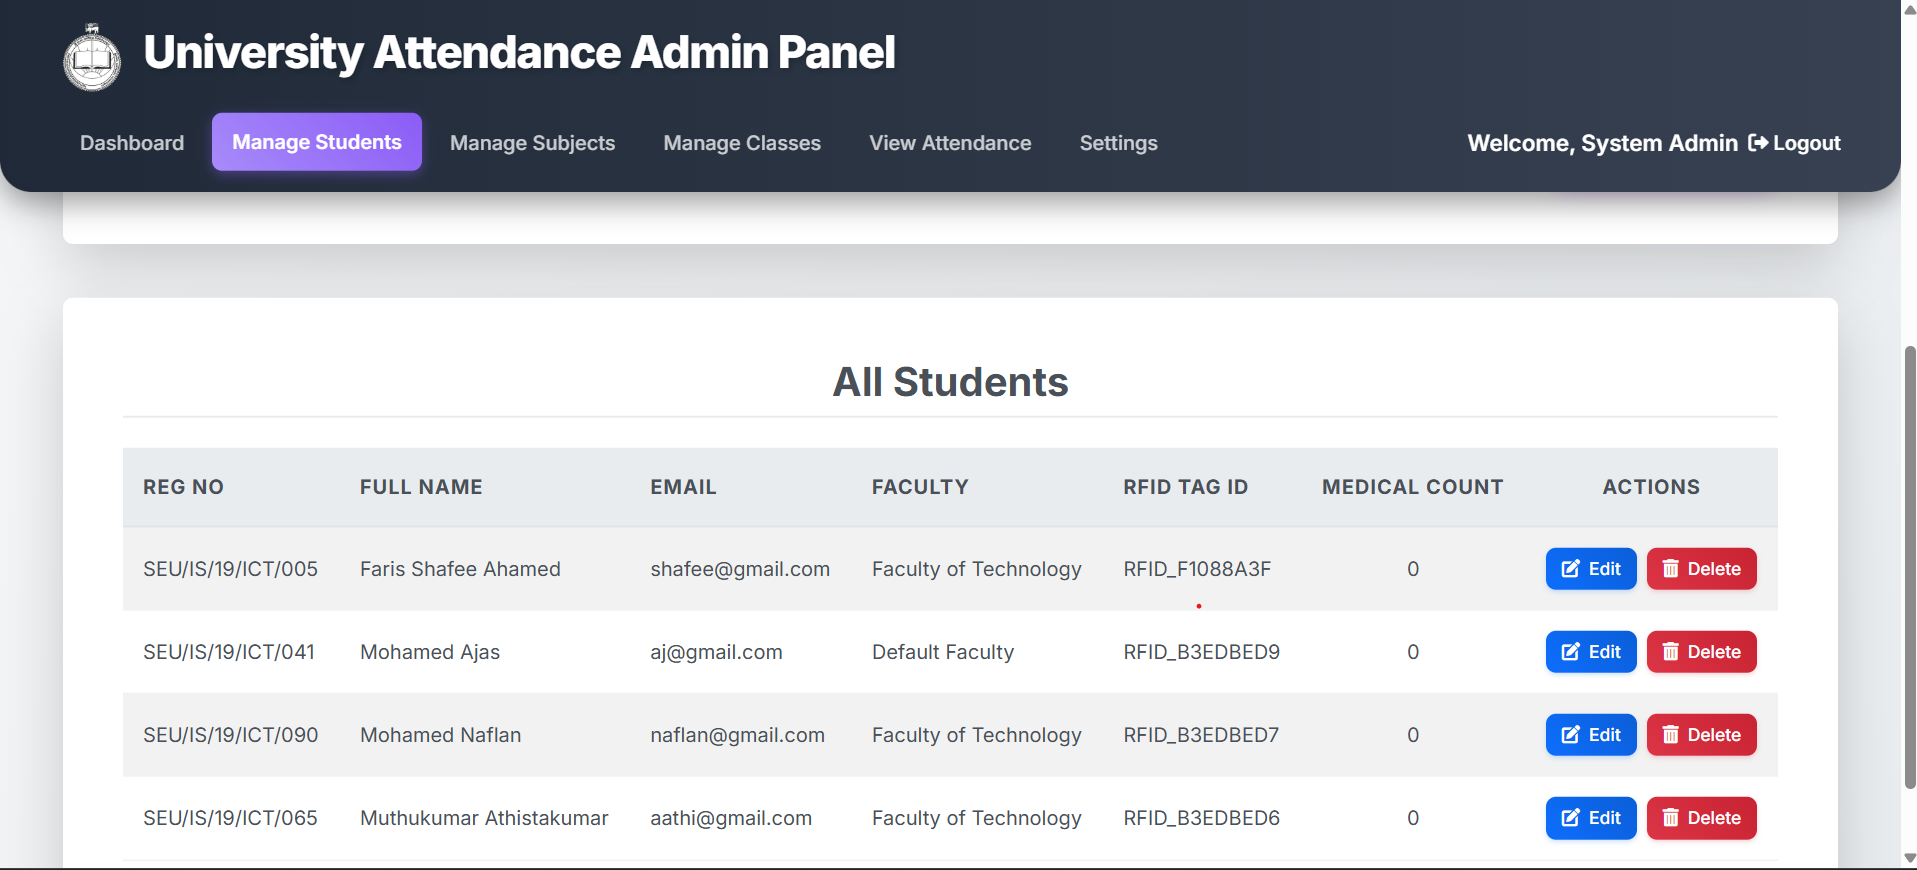 University Attendance Admin Panel
Dashboard Manage Students Manage Subjects Manage Classes View Attendance Settings Welcome, System Admin Logout
All Students
REG NO FULL NAME EMAIL FACULTY RFID TAG ID MEDICAL COUNT ACTIONS
SEU/IS/19/ICT/005 Faris Shafee Ahamed shafee@gmail.com Faculty of Technology RFID_F1088A3F 0 Edit Delete
SEU/IS/19/ICT/041 Mohamed Ajas aj@gmail.com Default Faculty RFID_B3EDBED9 0 Edit Delete
SEU/IS/19/ICT/090 Mohamed Naflan naflan@gmail.com Faculty of Technology RFID_B3EDBED7 0 Edit Delete
SEU/IS/19/ICT/065 Muthukumar Athistakumar aathi@gmail.com Faculty of Technology RFID_B3EDBED6 0 Edit Delete